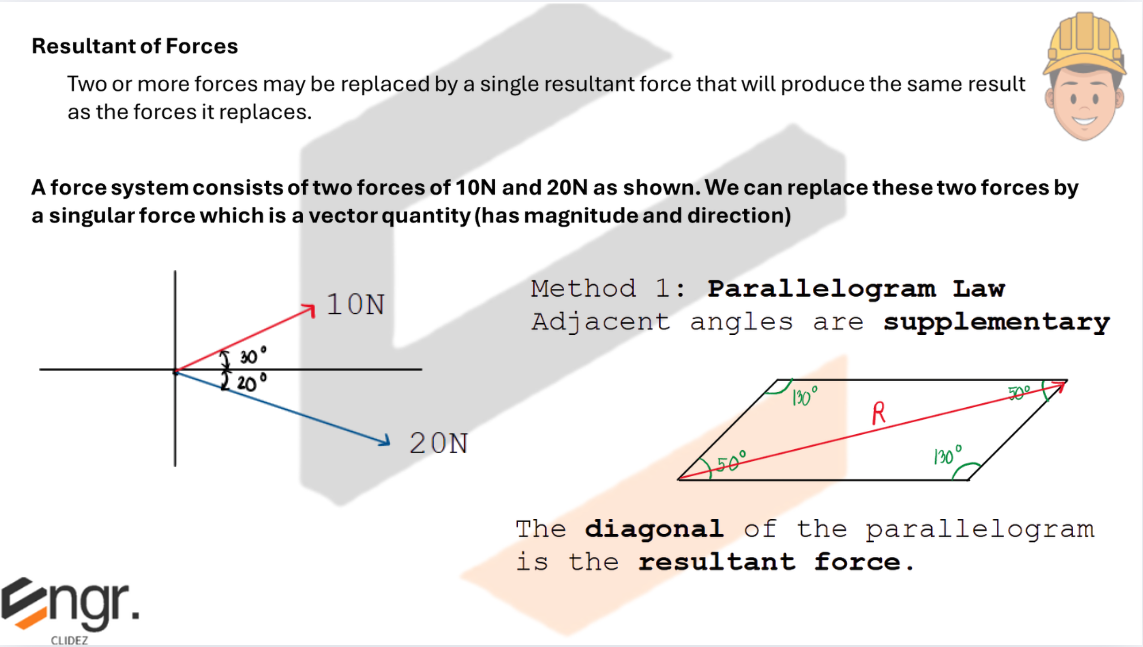 Resultant of Forces
Two or more forces may be replaced by a single resultant force that will produce the same result
as the forces it replaces.
A force system consists of two forces of 10N and 20N as shown. We can replace these two forces by
a singular force which is a vector quantity (has magnitude and direction)
10N
30°
20°
20N
Method 1: Parallelogram Law
Adjacent angles are supplementary
130°
50°
R
50°
130°
The diagonal of the parallelogram
is the resultant force.
Engr.
CLIDEZ